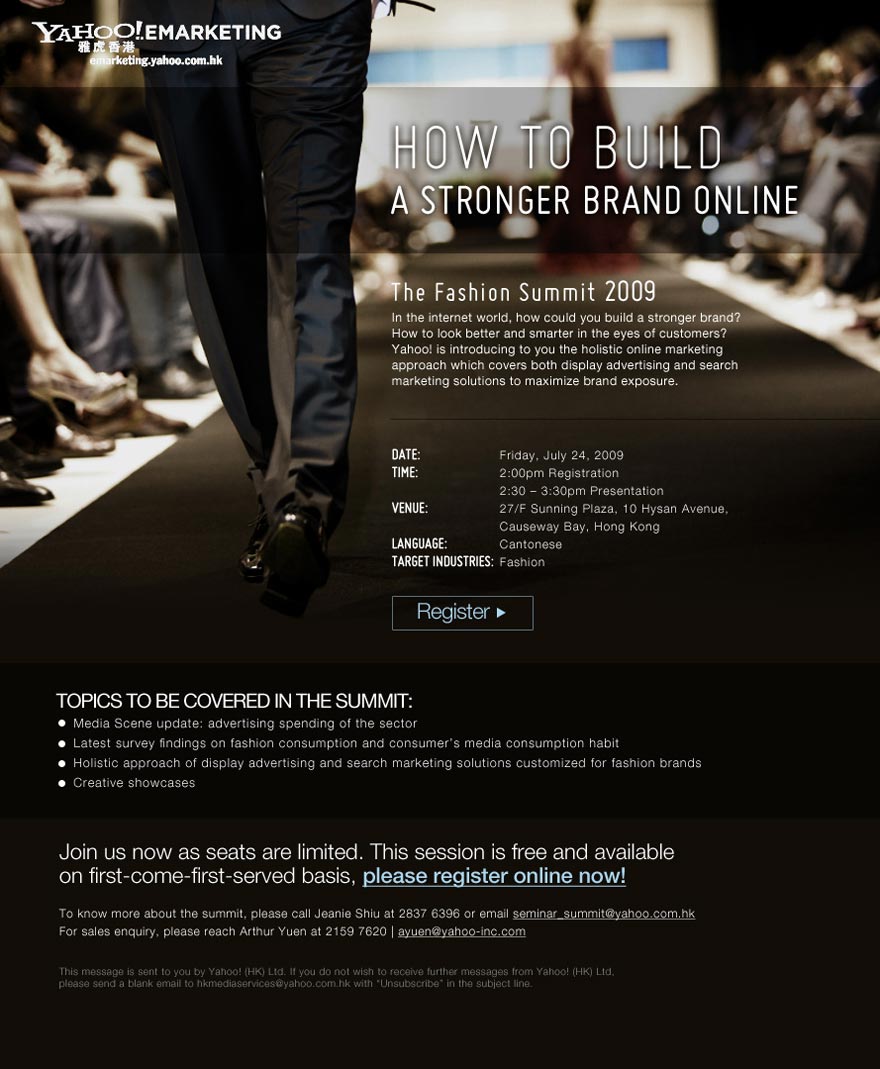 YAHOO!EMARKETING
雅虎香港
emarketing.yahoo.com.hk
HOW TO BUILD
A STRONGER BRAND ONLINE
The Fashion Summit 2009
In the internet world, how could you build a stronger brand?
How to look better and smarter in the eyes of customers?
Yahoo! is introducing to you the holistic online marketing
approach which covers both display advertising and search
marketing solutions to maximize brand exposure.
DATE: Friday, July 24, 2009
TIME: 2:00pm Registration
2:30 – 3:30pm Presentation
VENUE: 27/F Sunning Plaza, 10 Hysan Avenue,
Causeway Bay, Hong Kong
LANGUAGE: Cantonese
TARGET INDUSTRIES: Fashion
Register
TOPICS TO BE COVERED IN THE SUMMIT:
● Media Scene update: advertising spending of the sector
● Latest survey findings on fashion consumption and consumer's media consumption habit
● Holistic approach of display advertising and search marketing solutions customized for fashion brands
● Creative showcases
Join us now as seats are limited. This session is free and available
on first-come-first-served basis, please register online now!
To know more about the summit, please call Jeanie Shiu at 2837 6396 or email seminar_summit@yahoo.com.hk
For sales enquiry, please reach Arthur Yuen at 2159 7620 | ayuen@yahoo-inc.com
This message is sent to you by Yahoo! (HK) Ltd. If you do not wish to receive further messages from Yahoo! (HK) Ltd,
please send a blank email to hkmediaservices@yahoo.com.hk with "Unsubscribe" in the subject line.